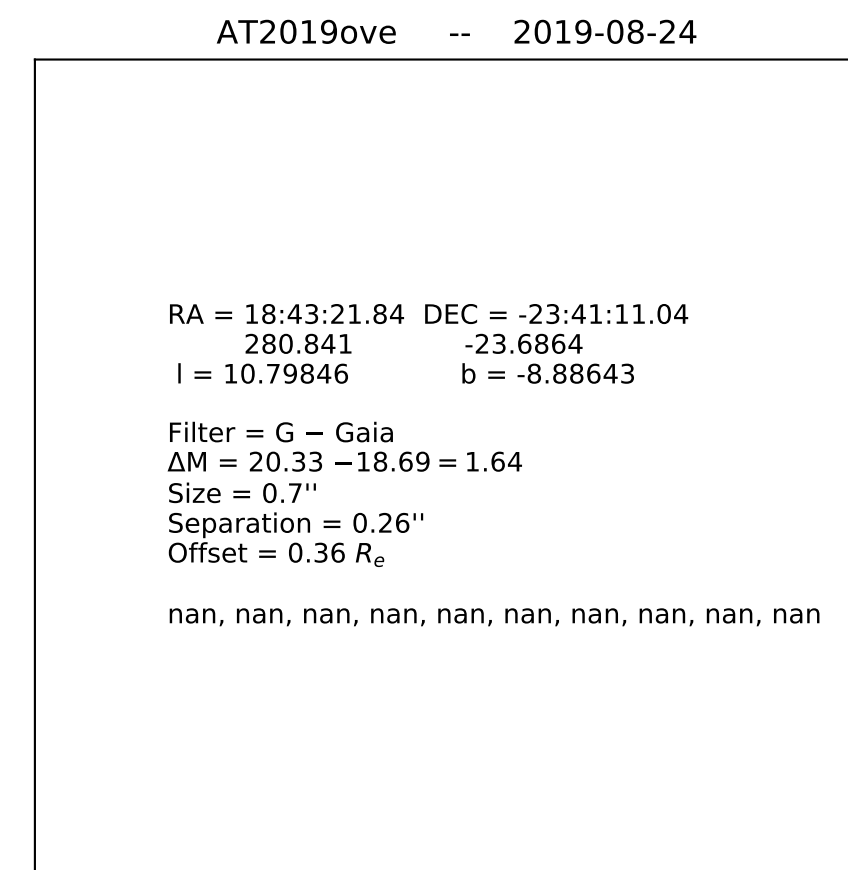 AT2019ove -- 2019-08-24
RA = 18:43:21.84 DEC = -23:41:11.04
280.841 -23.6864
l = 10.79846 b = -8.88643
Filter = G − Gaia
ΔM = 20.33 −18.69 = 1.64
Size = 0.7''
Separation = 0.26''
Offset = 0.36 Re
nan, nan, nan, nan, nan, nan, nan, nan, nan, nan